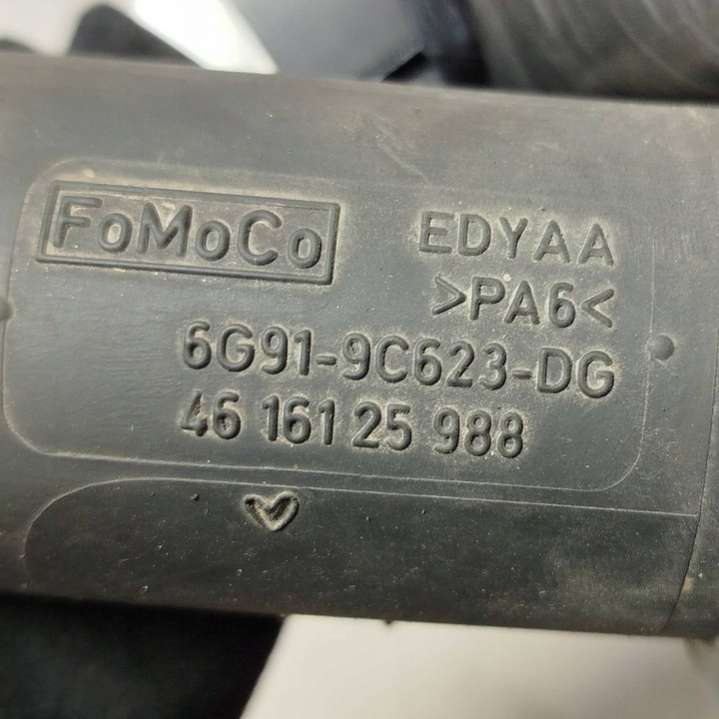 FoMoCo EDYAA
>PA6<
6G91-9C623-DG
46 161 25 988